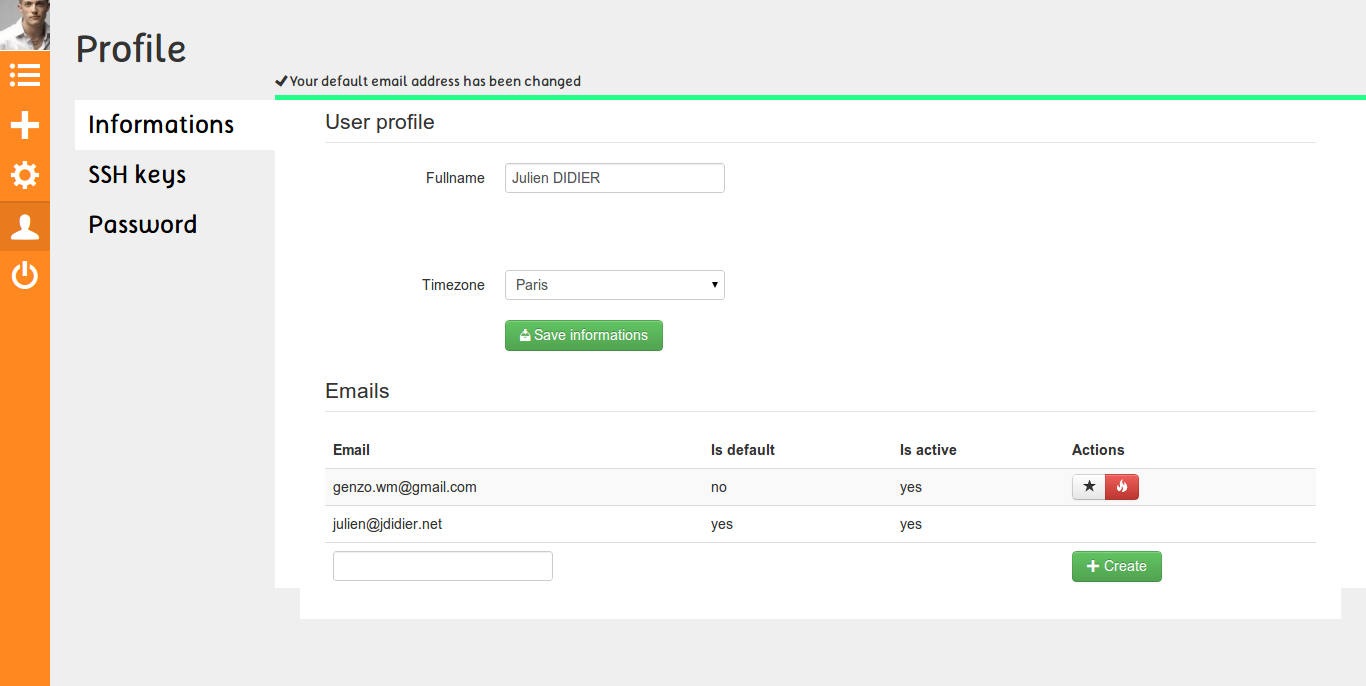 Profile
✔Your default email address has been changed
Informations
SSH keys
Password
User profile
Fullname Julien DIDIER
Timezone Paris
Save informations
Emails
Email Is default Is active Actions
genzo.wm@gmail.com no yes
julien@jdidier.net yes yes
Create